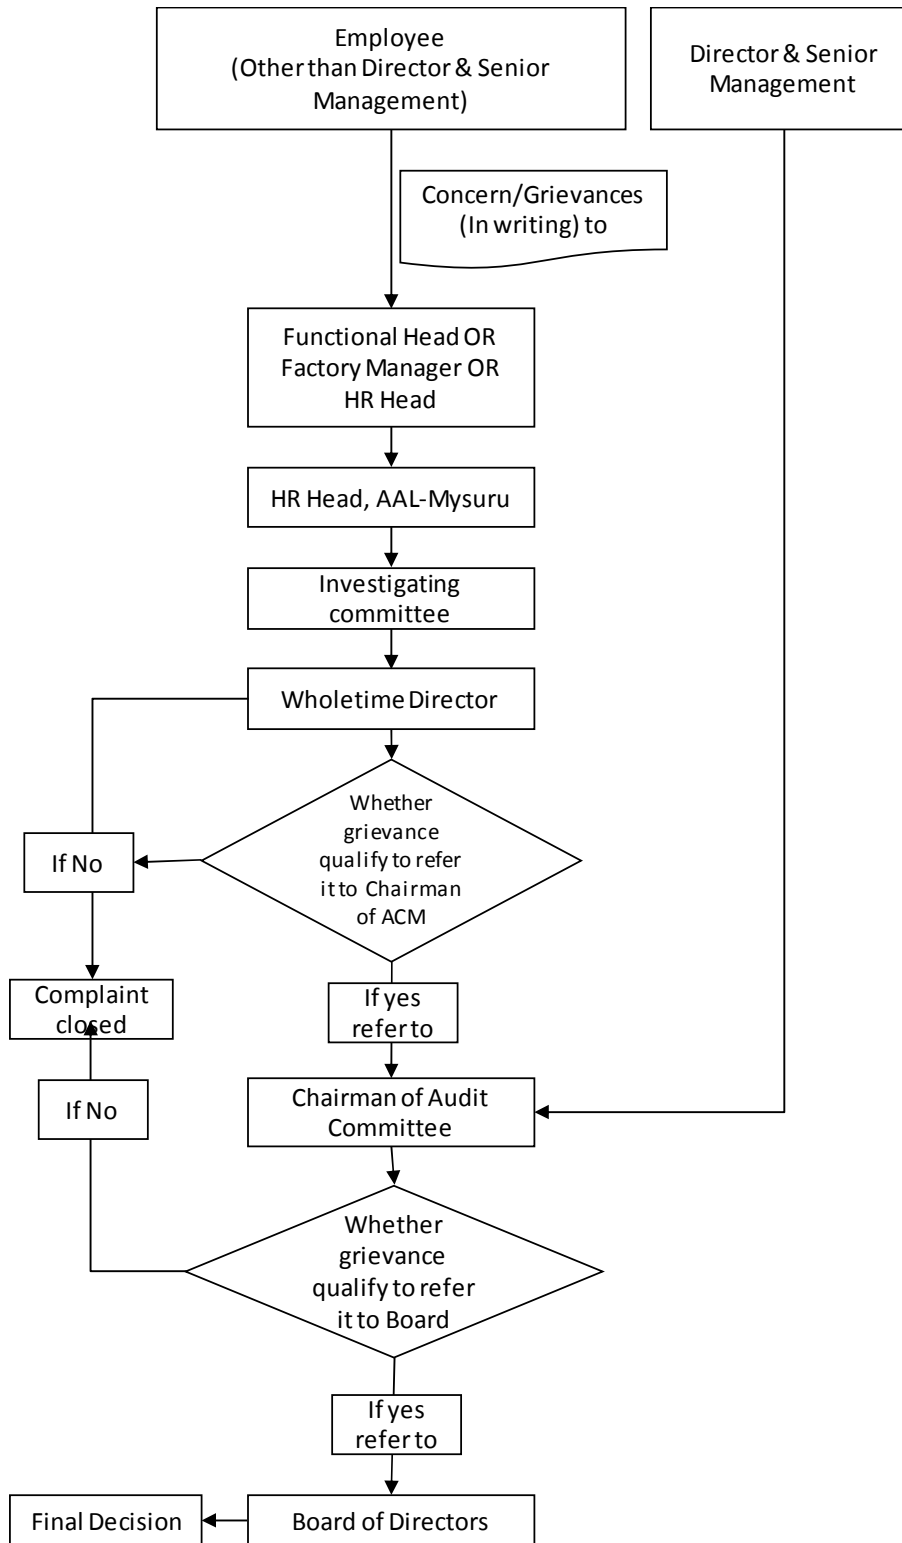 Employee
(Other than Director & Senior
Management)
Director & Senior
Management
Concern/Grievances
(In writing) to
Functional Head OR
Factory Manager OR
HR Head
HR Head, AAL-Mysuru
Investigating
committee
Wholetime Director
Whether
grievance
qualify to refer
it to Chairman
of ACM
If No
Complaint
closed
If yes
refer to
If No
Chairman of Audit
Committee
Whether
grievance
qualify to refer
it to Board
If yes
refer to
Final Decision
Board of Directors